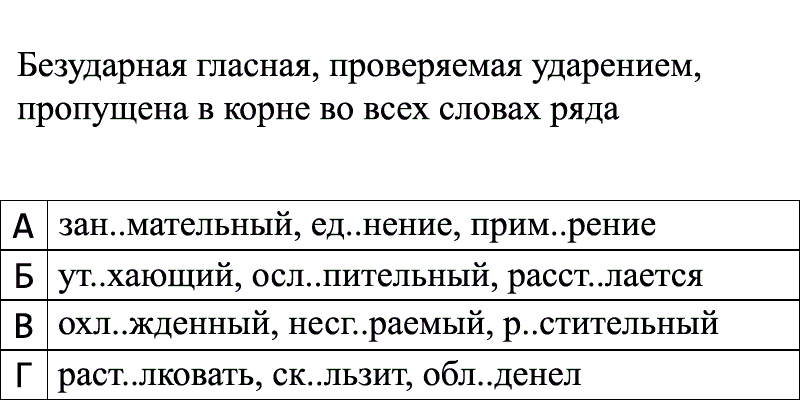 Безударная гласная, проверяемая ударением,
пропущена в корне во всех словах ряда
А зан..мательный, ед..нение, прим..рение
Б ут..хающий, осл..пительный, расст..лается
В охл..жденный, несг..раемый, р..стительный
Г раст..лковать, ск..льзит, обл..денел